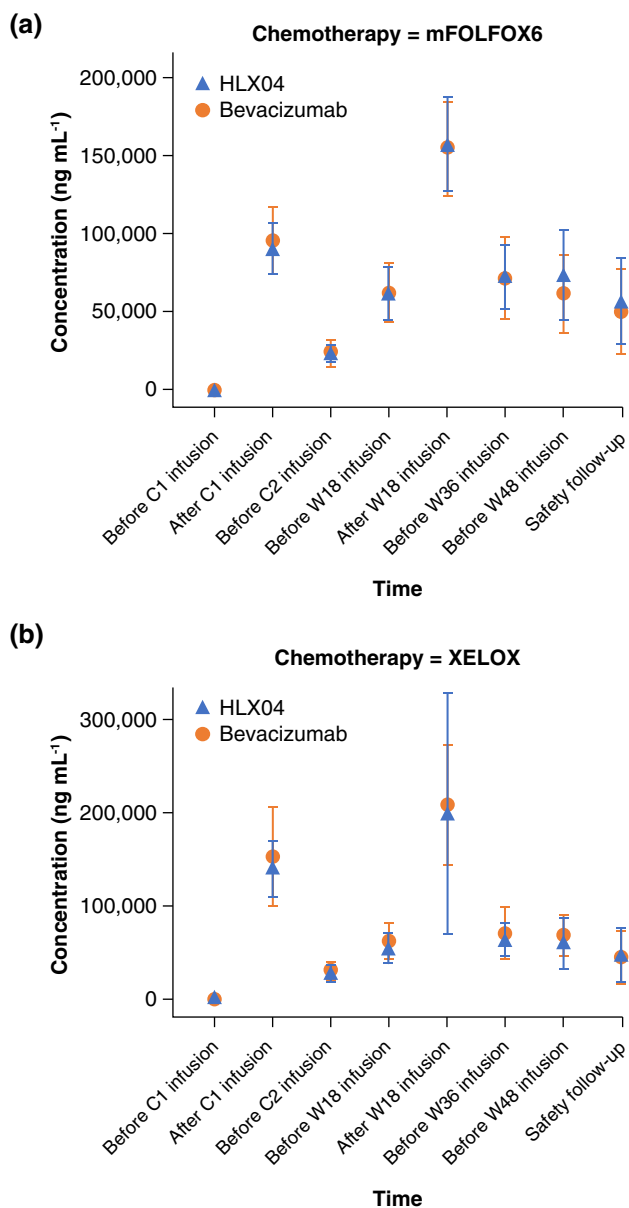 (a)
Chemotherapy = mFOLFOX6
HLX04
Bevacizumab
Concentration (ng mL⁻¹)
200,000
150,000
100,000
50,000
0
Before C1 infusion
After C1 infusion
Before C2 infusion
Before W18 infusion
After W18 infusion
Before W36 infusion
Before W48 infusion
Safety follow-up
Time
(b)
Chemotherapy = XELOX
HLX04
Bevacizumab
Concentration (ng mL⁻¹)
300,000
200,000
100,000
0
Before C1 infusion
After C1 infusion
Before C2 infusion
Before W18 infusion
After W18 infusion
Before W36 infusion
Before W48 infusion
Safety follow-up
Time